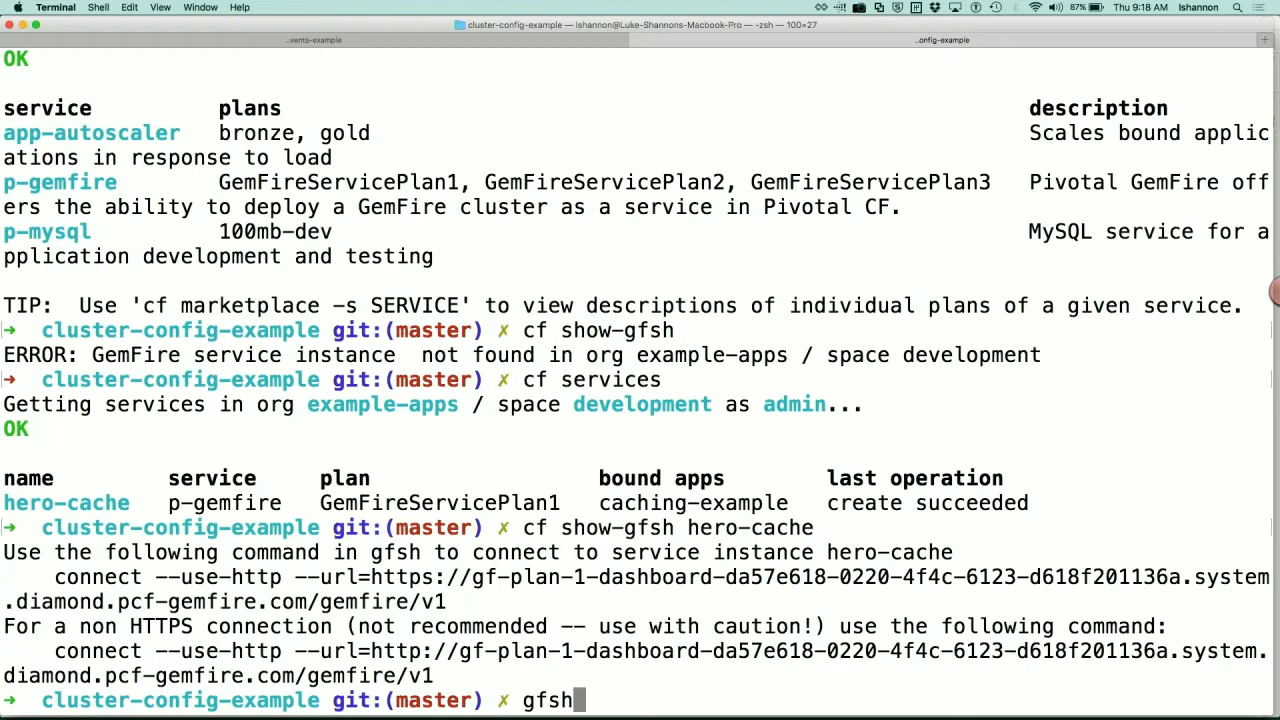 Terminal Shell Edit View Window Help 87% Thu 9:18 AM lshannon
cluster-config-example — lshannon@Luke-Shannons-Macbook-Pro — -zsh — 100×27
..vents-example ..onfig-example
OK
service plans description
app-autoscaler bronze, gold Scales bound applic
ations in response to load
p-gemfire GemFireServicePlan1, GemFireServicePlan2, GemFireServicePlan3 Pivotal GemFire off
ers the ability to deploy a GemFire cluster as a service in Pivotal CF.
p-mysql 100mb-dev MySQL service for a
pplication development and testing
TIP: Use 'cf marketplace -s SERVICE' to view descriptions of individual plans of a given service.
➜ cluster-config-example git:(master) ✗ cf show-gfsh
ERROR: GemFire service instance not found in org example-apps / space development
➜ cluster-config-example git:(master) ✗ cf services
Getting services in org example-apps / space development as admin...
OK
name service plan bound apps last operation
hero-cache p-gemfire GemFireServicePlan1 caching-example create succeeded
➜ cluster-config-example git:(master) ✗ cf show-gfsh hero-cache
Use the following command in gfsh to connect to service instance hero-cache
connect --use-http --url=https://gf-plan-1-dashboard-da57e618-0220-4f4c-6123-d618f201136a.system
.diamond.pcf-gemfire.com/gemfire/v1
For a non HTTPS connection (not recommended -- use with caution!) use the following command:
connect --use-http --url=http://gf-plan-1-dashboard-da57e618-0220-4f4c-6123-d618f201136a.system.
diamond.pcf-gemfire.com/gemfire/v1
➜ cluster-config-example git:(master) ✗ gfsh